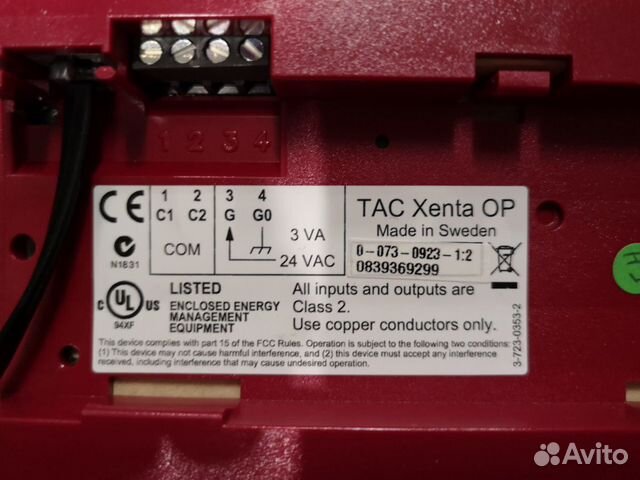 1 2 3 4
CE
1 2 3 4
C1 C2 G G0
COM
3 VA
24 VAC
N1831
TAC Xenta OP
Made in Sweden
0-073-0923-1:2
0839369299
C UL US
94XF
LISTED
ENCLOSED ENERGY
MANAGEMENT
EQUIPMENT
All inputs and outputs are
Class 2.
Use copper conductors only.
This device complies with part 15 of the FCC Rules. Operation is subject to the following two conditions:
(1) This device may not cause harmful interference, and (2) this device must accept any interference
received, including interference that may cause undesired operation.
3-723-0353-2
Avito